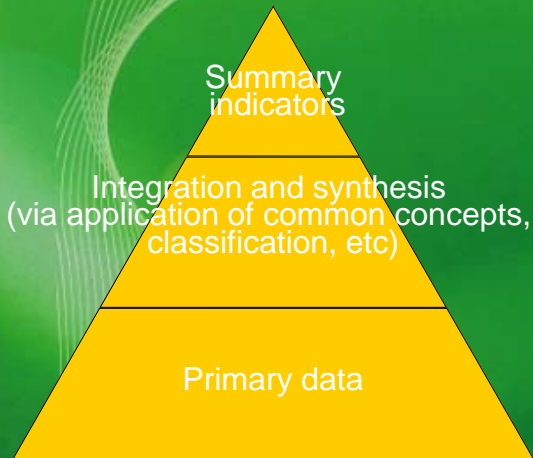 Summary
indicators
Integration and synthesis
(via application of common concepts,
classification, etc)
Primary data